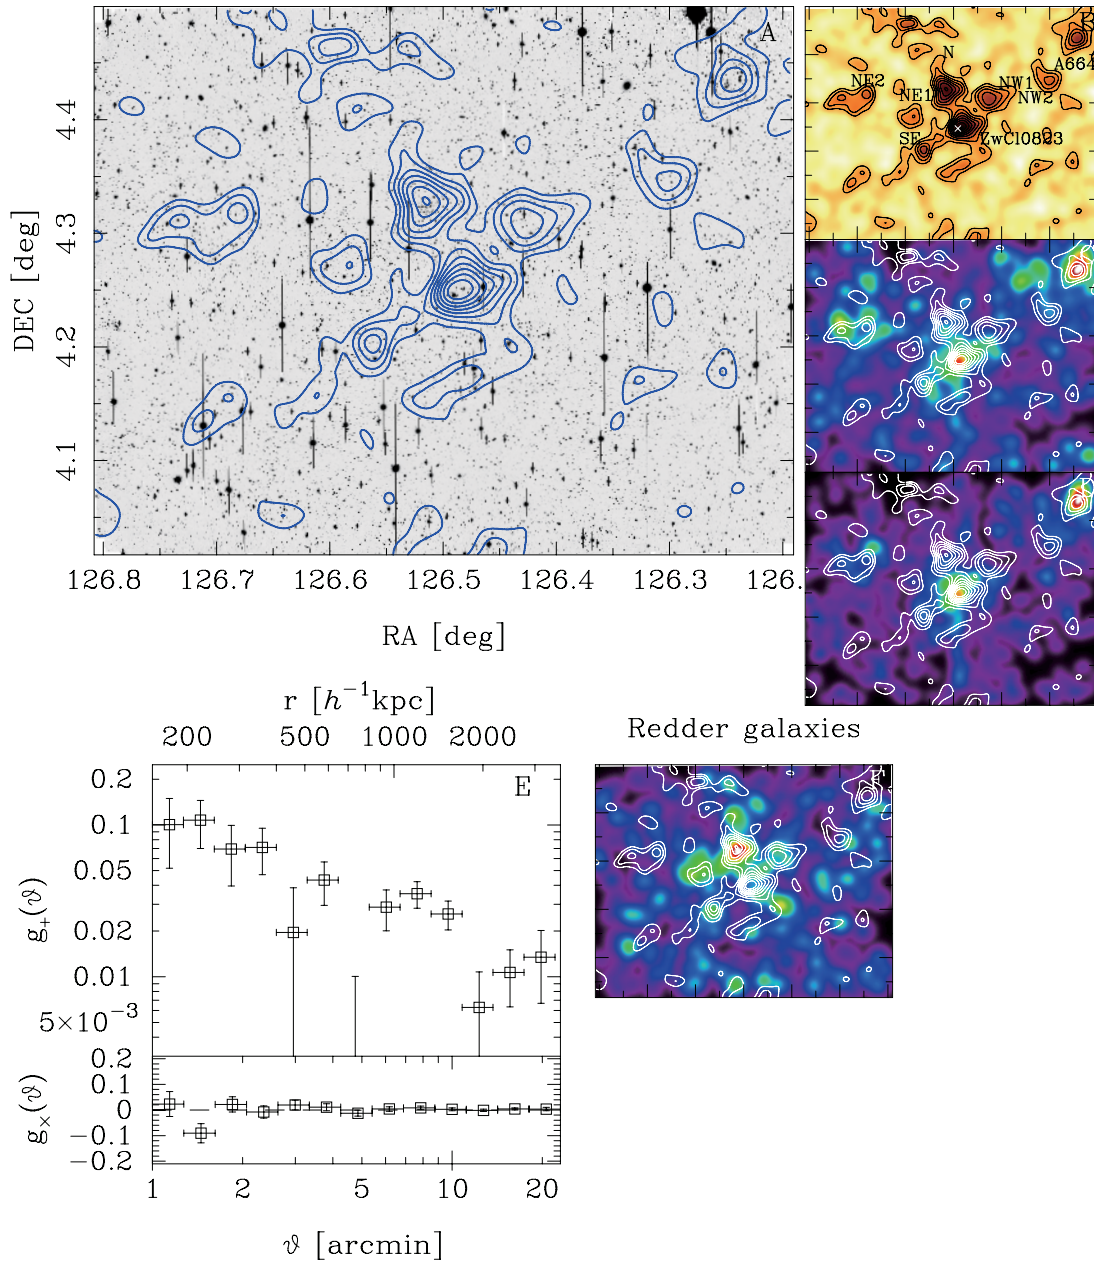 A
DEC [deg]
4.4
4.3
4.2
4.1
126.8 126.7 126.6 126.5 126.4 126.3 126.
RA [deg]
B
N
A664
NE2
NE1
NW1
NW2
SE
ZwCl0823
r [h⁻¹kpc]
200 500 1000 2000
E
g₊(ϑ)
0.2
0.1
0.05
0.02
0.01
5×10⁻³
g×(ϑ)
0.2
0.1
0
−0.1
−0.2
1 2 5 10 20
ϑ [arcmin]
Redder galaxies
F